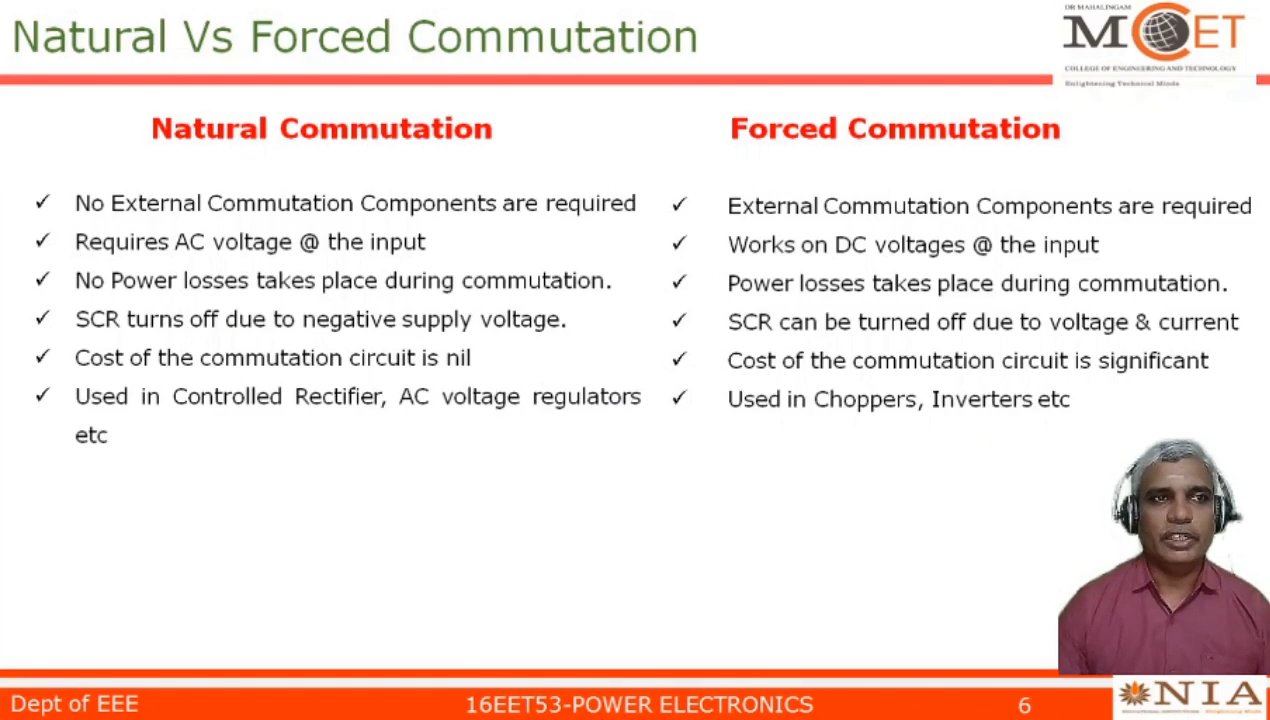 Natural Vs Forced Commutation
DR MAHALINGAM
MCET
COLLEGE OF ENGINEERING AND TECHNOLOGY
Enlightening Technical Minds
Natural Commutation
✓ No External Commutation Components are required
✓ Requires AC voltage @ the input
✓ No Power losses takes place during commutation.
✓ SCR turns off due to negative supply voltage.
✓ Cost of the commutation circuit is nil
✓ Used in Controlled Rectifier, AC voltage regulators
etc
Forced Commutation
✓ External Commutation Components are required
✓ Works on DC voltages @ the input
✓ Power losses takes place during commutation.
✓ SCR can be turned off due to voltage & current
✓ Cost of the commutation circuit is significant
✓ Used in Choppers, Inverters etc
Dept of EEE
16EET53-POWER ELECTRONICS
6
NIA